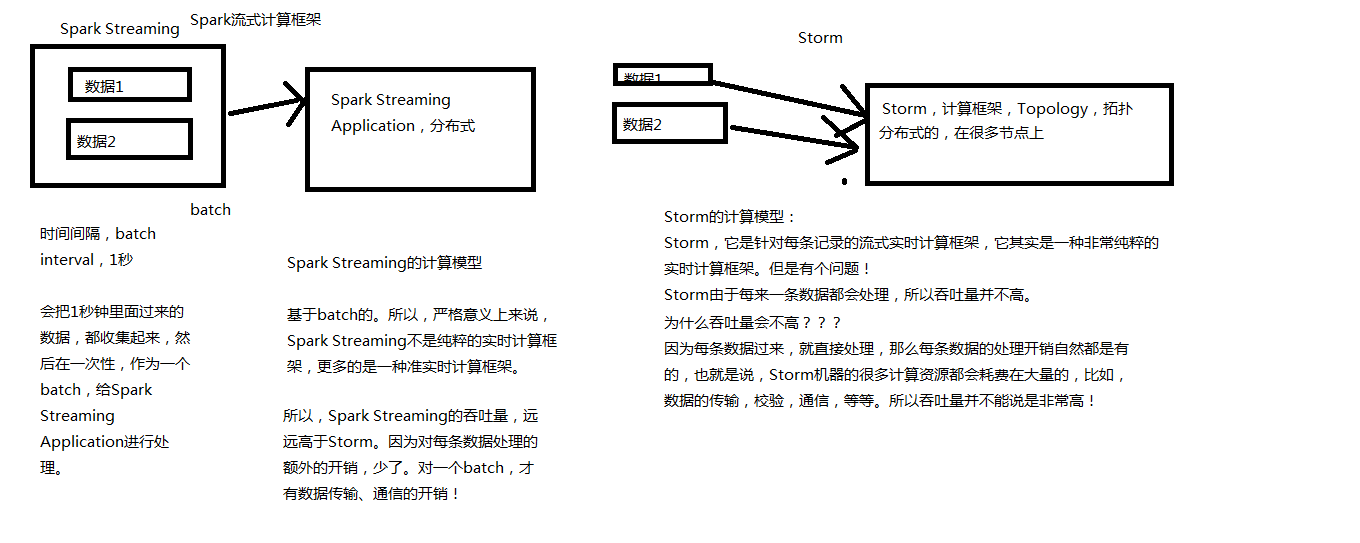 Spark流式计算框架
Spark Streaming
数据1
数据2
Spark Streaming
Application，分布式
batch
时间间隔，batch
interval，1秒
会把1秒钟里面过来的
数据，都收集起来，然
后在一次性，作为一个
batch，给Spark
Streaming
Application进行处
理。
Spark Streaming的计算模型
基于batch的。所以，严格意义上来说，
Spark Streaming不是纯粹的实时计算框
架，更多的是一种准实时计算框架。
所以，Spark Streaming的吞吐量，远
远高于Storm。因为对每条数据处理的
额外的开销，少了。对一个batch，才
有数据传输、通信的开销！
Storm
数据1
数据2
Storm，计算框架，Topology，拓扑
分布式的，在很多节点上
Storm的计算模型：
Storm，它是针对每条记录的流式实时计算框架，它其实是一种非常纯粹的
实时计算框架。但是有个问题！
Storm由于每来一条数据都会处理，所以吞吐量并不高。
为什么吞吐量会不高？？？
因为每条数据过来，就直接处理，那么每条数据的处理开销自然都是有
的，也就是说，Storm机器的很多计算资源都会耗费在大量的，比如，
数据的传输，校验，通信，等等。所以吞吐量并不能说是非常高！